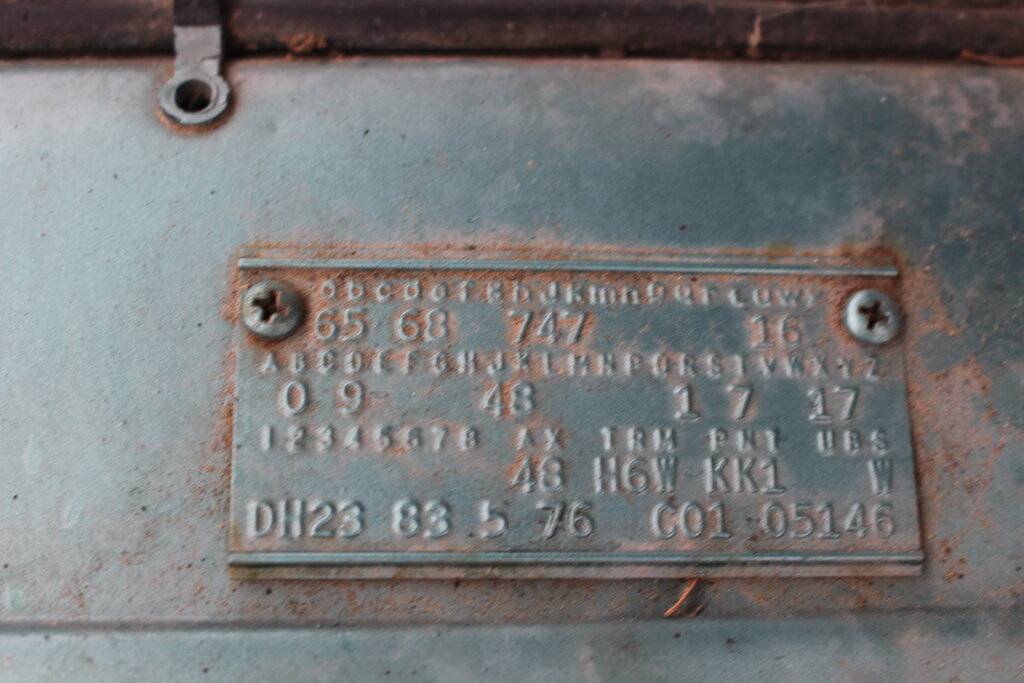 abcdefghJkmnpqrtuwy
65 68 747 16
ABCDEFGHJKLMNPQRSTVWXYZ
0 9 48 1 7 17
12345678 AX TRM PNT UBS
48 H6W KK1 W
DH23 83 5 76 C01 05146